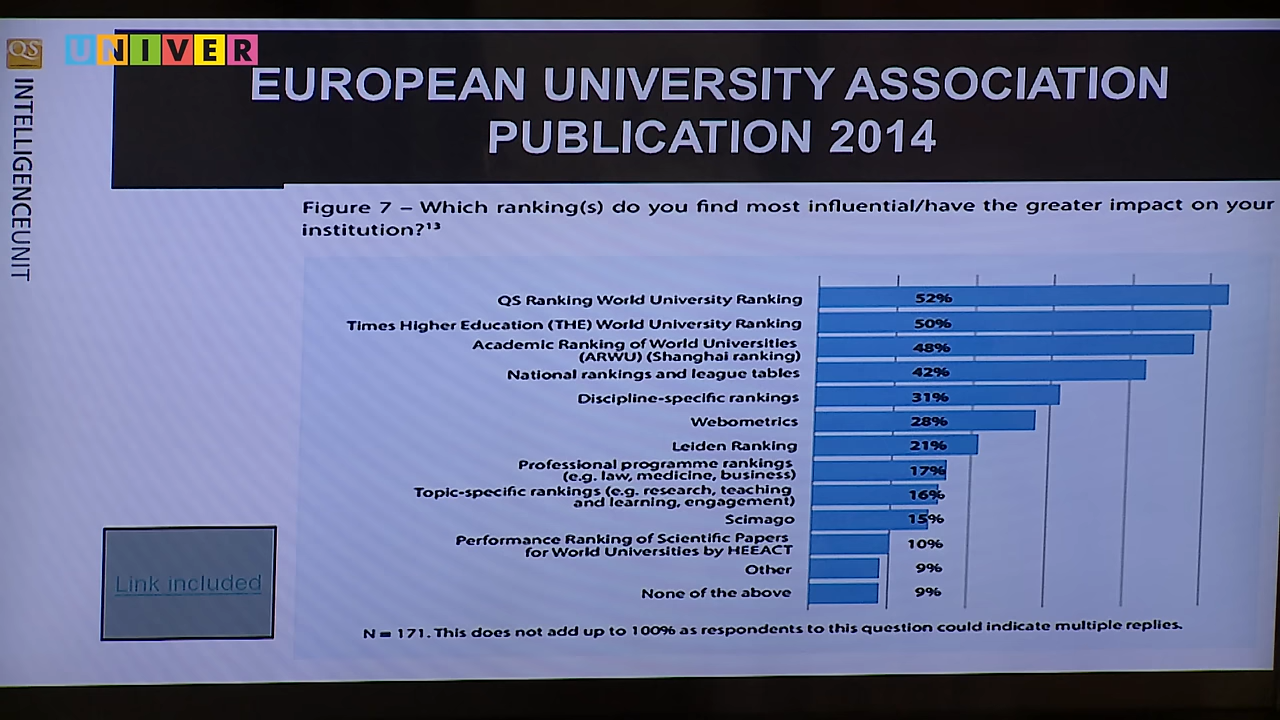 QS
UNIVER
INTELLIGENCEUNIT
EUROPEAN UNIVERSITY ASSOCIATION
PUBLICATION 2014
Figure 7 – Which ranking(s) do you find most influential/have the greater impact on your
institution?¹³
QS Ranking World University Ranking 52%
Times Higher Education (THE) World University Ranking 50%
Academic Ranking of World Universities
(ARWU) (Shanghai ranking) 48%
National rankings and league tables 42%
Discipline-specific rankings 31%
Webometrics 28%
Leiden Ranking 21%
Professional programme rankings
(e.g. law, medicine, business) 17%
Topic-specific rankings (e.g. research, teaching
and learning, engagement) 16%
Scimago 15%
Performance Ranking of Scientific Papers
for World Universities by HEEACT 10%
Other 9%
None of the above 9%
Link included
N = 171. This does not add up to 100% as respondents to this question could indicate multiple replies.